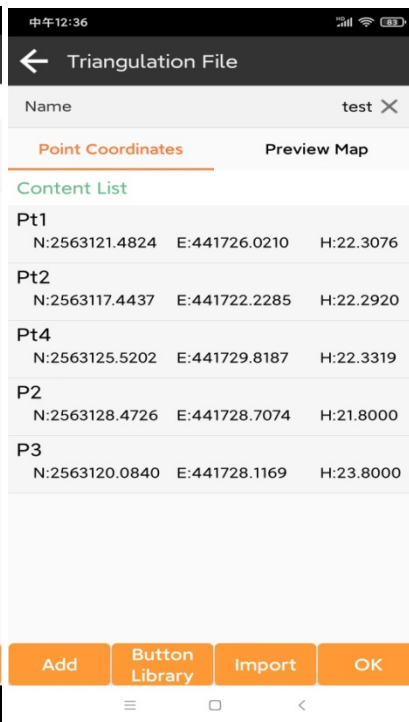 中午12:36
HD
83
Triangulation File
Name test
Point Coordinates Preview Map
Content List
Pt1
N:2563121.4824 E:441726.0210 H:22.3076
Pt2
N:2563117.4437 E:441722.2285 H:22.2920
Pt4
N:2563125.5202 E:441729.8187 H:22.3319
P2
N:2563128.4726 E:441728.7074 H:21.8000
P3
N:2563120.0840 E:441728.1169 H:23.8000
Add Button Library Import OK